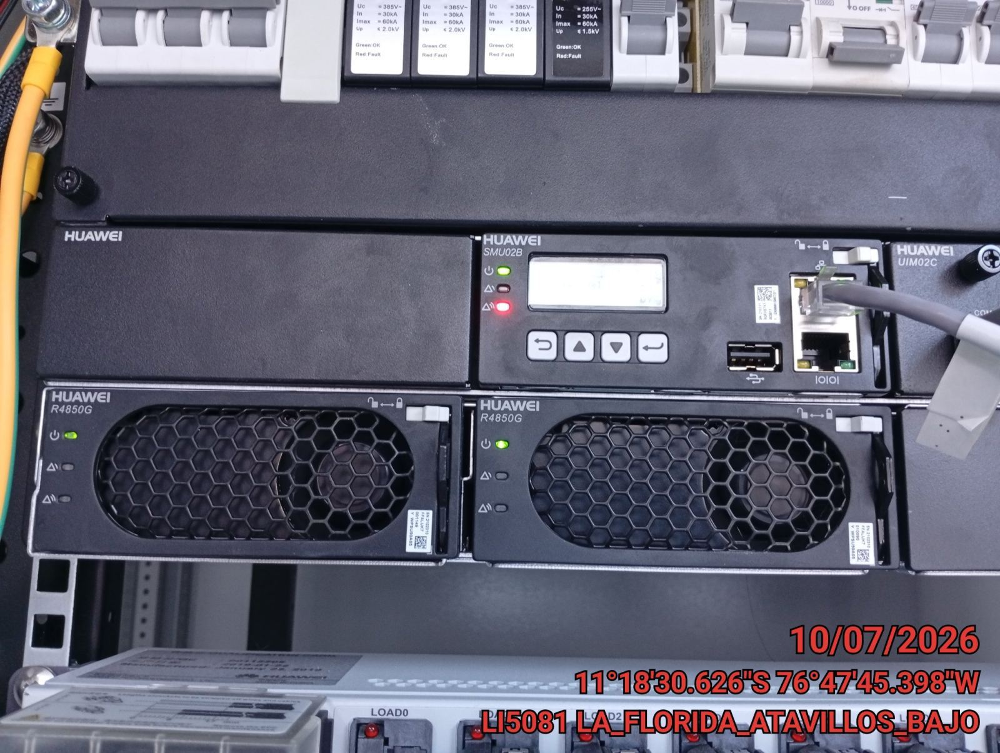 Uc = 385V~
In = 30kA
Imax = 60kA
Up ≤ 2.0kV
Green:OK
Red:Fault
Uc = 385V~
In = 30kA
Imax = 60kA
Up ≤ 2.0kV
Green:OK
Red:Fault
Uc = 385V~
In = 30kA
Imax = 60kA
Up ≤ 2.0kV
Green:OK
Red:Fault
Uc = 255V~
In = 30kA
Imax = 60kA
Up ≤ 1.5kV
Green:OK
Red:Fault
10000
O OFF
HUAWEI
HUAWEI
SMU02B
HUAWEI
UIM02C
HUAWEI
R4850G
HUAWEI
R4850G
HUAWEI
10/07/2026
11°18'30.626"S 76°47'45.398"W
LI5081 LA_FLORIDA_ATAVILLOS_BAJO
LOAD0